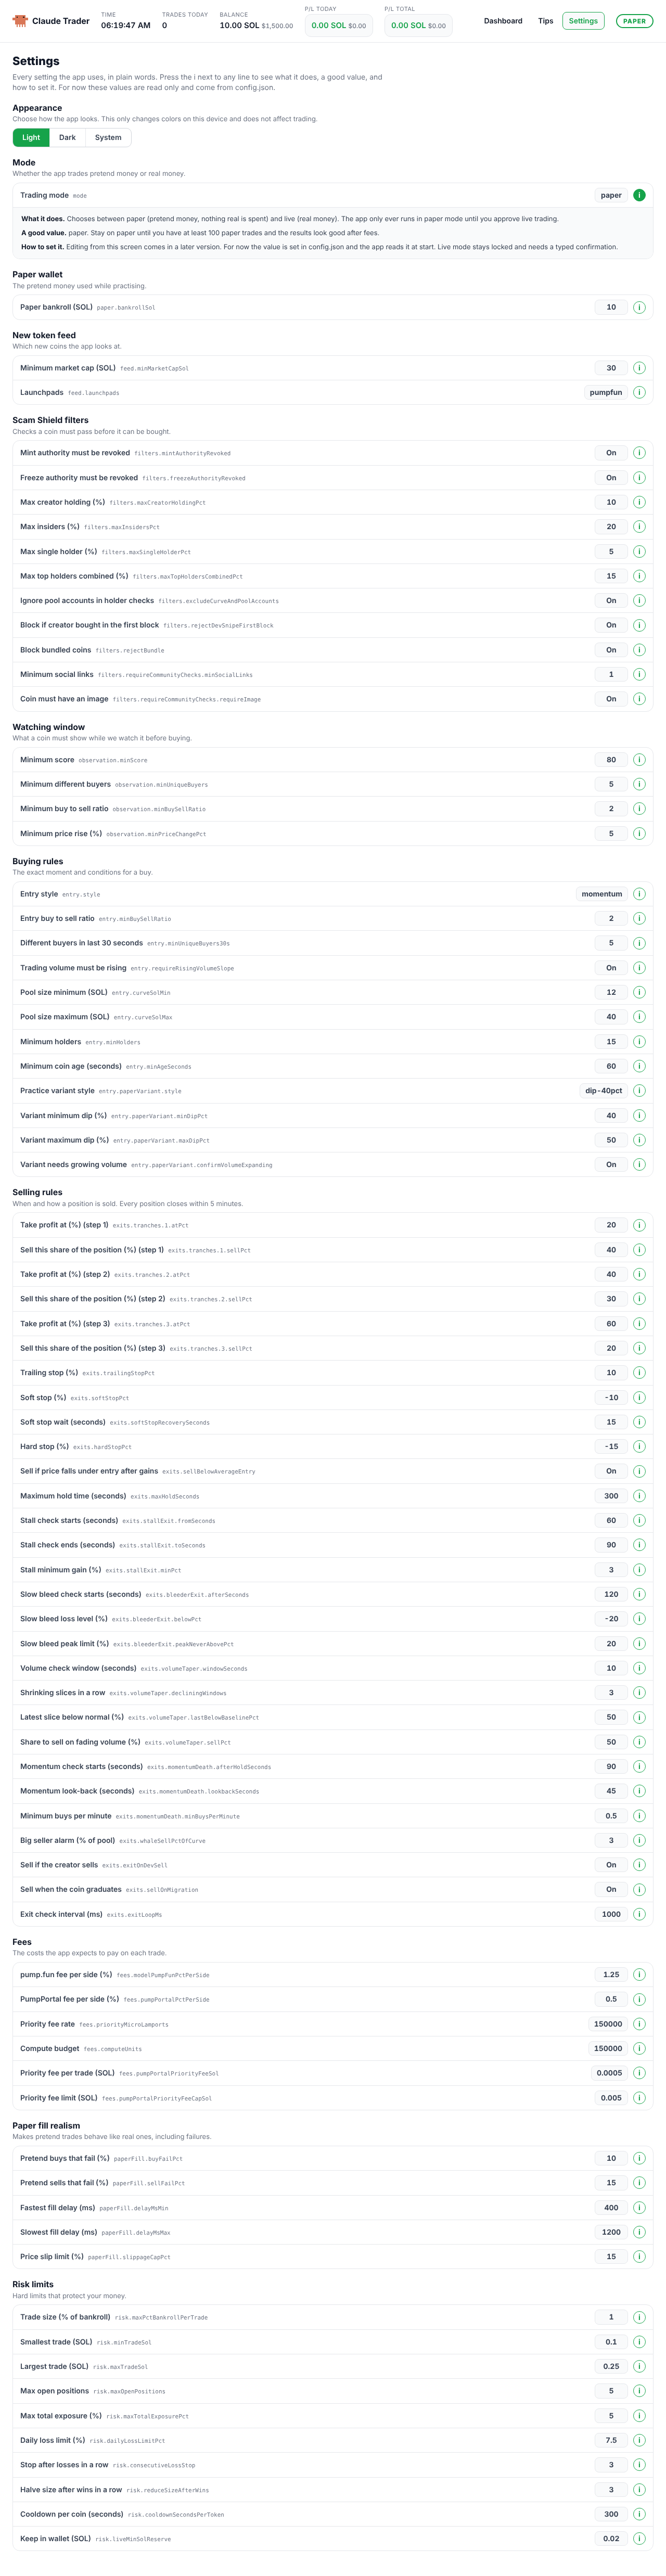 Claude Trader
TIME
06:19:47 AM
TRADES TODAY
0
BALANCE
10.00 SOL $1,500.00
P/L TODAY
0.00 SOL $0.00
P/L TOTAL
0.00 SOL $0.00
Dashboard
Tips
Settings
PAPER
Settings
Every setting the app uses, in plain words. Press the i next to any line to see what it does, a good value, and
how to set it. For now these values are read only and come from config.json.
Appearance
Choose how the app looks. This only changes colors on this device and does not affect trading.
Light Dark System
Mode
Whether the app trades pretend money or real money.
Trading mode mode paper i
What it does. Chooses between paper (pretend money, nothing real is spent) and live (real money). The app only ever runs in paper mode until you approve live trading.
A good value. paper. Stay on paper until you have at least 100 paper trades and the results look good after fees.
How to set it. Editing from this screen comes in a later version. For now the value is set in config.json and the app reads it at start. Live mode stays locked and needs a typed confirmation.
Paper wallet
The pretend money used while practising.
Paper bankroll (SOL) paper.bankrollSol 10 i
New token feed
Which new coins the app looks at.
Minimum market cap (SOL) feed.minMarketCapSol 30 i
Launchpads feed.launchpads pumpfun i
Scam Shield filters
Checks a coin must pass before it can be bought.
Mint authority must be revoked filters.mintAuthorityRevoked On i
Freeze authority must be revoked filters.freezeAuthorityRevoked On i
Max creator holding (%) filters.maxCreatorHoldingPct 10 i
Max insiders (%) filters.maxInsidersPct 20 i
Max single holder (%) filters.maxSingleHolderPct 5 i
Max top holders combined (%) filters.maxTopHoldersCombinedPct 15 i
Ignore pool accounts in holder checks filters.excludeCurveAndPoolAccounts On i
Block if creator bought in the first block filters.rejectDevSnipeFirstBlock On i
Block bundled coins filters.rejectBundle On i
Minimum social links filters.requireCommunityChecks.minSocialLinks 1 i
Coin must have an image filters.requireCommunityChecks.requireImage On i
Watching window
What a coin must show while we watch it before buying.
Minimum score observation.minScore 80 i
Minimum different buyers observation.minUniqueBuyers 5 i
Minimum buy to sell ratio observation.minBuySellRatio 2 i
Minimum price rise (%) observation.minPriceChangePct 5 i
Buying rules
The exact moment and conditions for a buy.
Entry style entry.style momentum i
Entry buy to sell ratio entry.minBuySellRatio 2 i
Different buyers in last 30 seconds entry.minUniqueBuyers30s 5 i
Trading volume must be rising entry.requireRisingVolumeSlope On i
Pool size minimum (SOL) entry.curveSolMin 12 i
Pool size maximum (SOL) entry.curveSolMax 40 i
Minimum holders entry.minHolders 15 i
Minimum coin age (seconds) entry.minAgeSeconds 60 i
Practice variant style entry.paperVariant.style dip-40pct i
Variant minimum dip (%) entry.paperVariant.minDipPct 40 i
Variant maximum dip (%) entry.paperVariant.maxDipPct 50 i
Variant needs growing volume entry.paperVariant.confirmVolumeExpanding On i
Selling rules
When and how a position is sold. Every position closes within 5 minutes.
Take profit at (%) (step 1) exits.tranches.1.atPct 20 i
Sell this share of the position (%) (step 1) exits.tranches.1.sellPct 40 i
Take profit at (%) (step 2) exits.tranches.2.atPct 40 i
Sell this share of the position (%) (step 2) exits.tranches.2.sellPct 30 i
Take profit at (%) (step 3) exits.tranches.3.atPct 60 i
Sell this share of the position (%) (step 3) exits.tranches.3.sellPct 20 i
Trailing stop (%) exits.trailingStopPct 10 i
Soft stop (%) exits.softStopPct -10 i
Soft stop wait (seconds) exits.softStopRecoverySeconds 15 i
Hard stop (%) exits.hardStopPct -15 i
Sell if price falls under entry after gains exits.sellBelowAverageEntry On i
Maximum hold time (seconds) exits.maxHoldSeconds 300 i
Stall check starts (seconds) exits.stallExit.fromSeconds 60 i
Stall check ends (seconds) exits.stallExit.toSeconds 90 i
Stall minimum gain (%) exits.stallExit.minPct 3 i
Slow bleed check starts (seconds) exits.bleederExit.afterSeconds 120 i
Slow bleed loss level (%) exits.bleederExit.belowPct -20 i
Slow bleed peak limit (%) exits.bleederExit.peakNeverAbovePct 20 i
Volume check window (seconds) exits.volumeTaper.windowSeconds 10 i
Shrinking slices in a row exits.volumeTaper.decliningWindows 3 i
Latest slice below normal (%) exits.volumeTaper.lastBelowBaselinePct 50 i
Share to sell on fading volume (%) exits.volumeTaper.sellPct 50 i
Momentum check starts (seconds) exits.momentumDeath.afterHoldSeconds 90 i
Momentum look-back (seconds) exits.momentumDeath.lookbackSeconds 45 i
Minimum buys per minute exits.momentumDeath.minBuysPerMinute 0.5 i
Big seller alarm (% of pool) exits.whaleSellPctOfCurve 3 i
Sell if the creator sells exits.exitOnDevSell On i
Sell when the coin graduates exits.sellOnMigration On i
Exit check interval (ms) exits.exitLoopMs 1000 i
Fees
The costs the app expects to pay on each trade.
pump.fun fee per side (%) fees.modelPumpFunPctPerSide 1.25 i
PumpPortal fee per side (%) fees.pumpPortalPctPerSide 0.5 i
Priority fee rate fees.priorityMicroLamports 150000 i
Compute budget fees.computeUnits 150000 i
Priority fee per trade (SOL) fees.pumpPortalPriorityFeeSol 0.0005 i
Priority fee limit (SOL) fees.pumpPortalPriorityFeeCapSol 0.005 i
Paper fill realism
Makes pretend trades behave like real ones, including failures.
Pretend buys that fail (%) paperFill.buyFailPct 10 i
Pretend sells that fail (%) paperFill.sellFailPct 15 i
Fastest fill delay (ms) paperFill.delayMsMin 400 i
Slowest fill delay (ms) paperFill.delayMsMax 1200 i
Price slip limit (%) paperFill.slippageCapPct 15 i
Risk limits
Hard limits that protect your money.
Trade size (% of bankroll) risk.maxPctBankrollPerTrade 1 i
Smallest trade (SOL) risk.minTradeSol 0.1 i
Largest trade (SOL) risk.maxTradeSol 0.25 i
Max open positions risk.maxOpenPositions 5 i
Max total exposure (%) risk.maxTotalExposurePct 5 i
Daily loss limit (%) risk.dailyLossLimitPct 7.5 i
Stop after losses in a row risk.consecutiveLossStop 3 i
Halve size after wins in a row risk.reduceSizeAfterWins 3 i
Cooldown per coin (seconds) risk.cooldownSecondsPerToken 300 i
Keep in wallet (SOL) risk.liveMinSolReserve 0.02 i